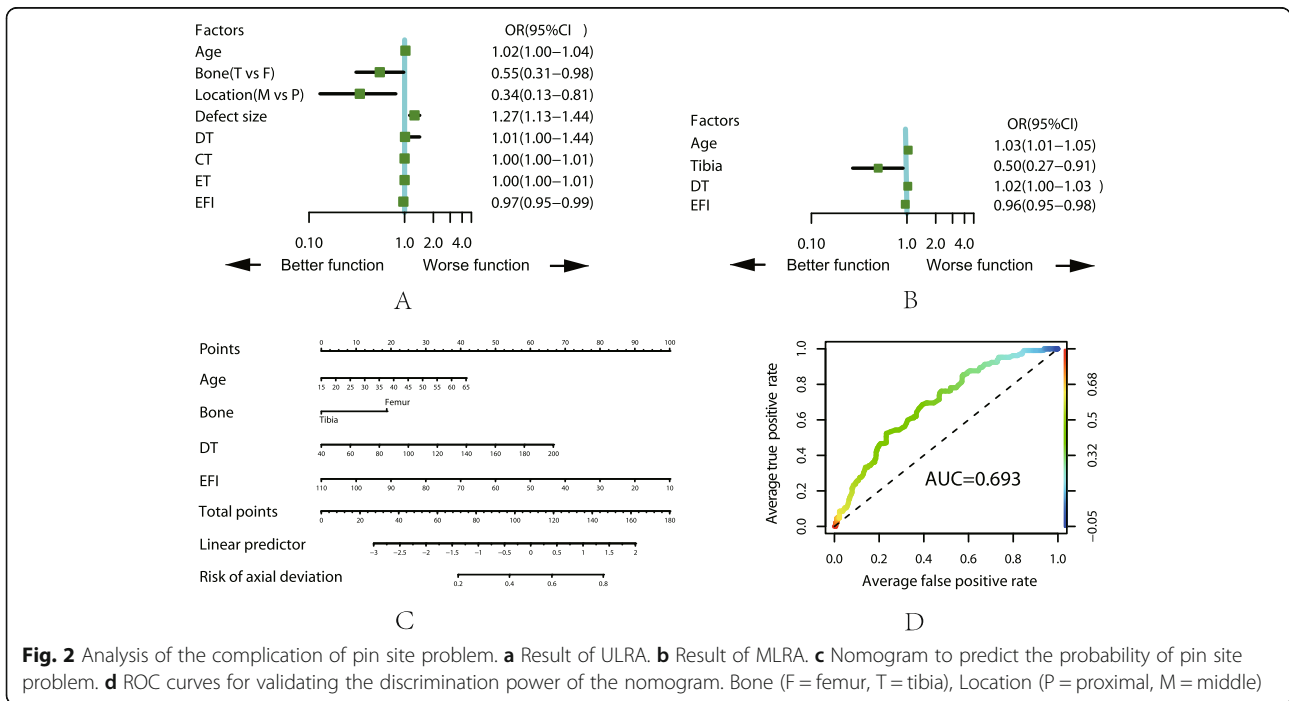 Factors OR(95%CI )
Age 1.02(1.00−1.04)
Bone(T vs F) 0.55(0.31−0.98)
Location(M vs P) 0.34(0.13−0.81)
Defect size 1.27(1.13−1.44)
DT 1.01(1.00−1.44)
CT 1.00(1.00−1.01)
ET 1.00(1.00−1.01)
EFI 0.97(0.95−0.99)
0.10 1.0 2.0 4.0
Better function Worse function
A
Factors OR(95%CI)
Age 1.03(1.01−1.05)
Tibia 0.50(0.27−0.91)
DT 1.02(1.00−1.03 )
EFI 0.96(0.95−0.98)
0.10 1.0 2.0 4.0
Better function Worse function
B
Points 0 10 20 30 40 50 60 70 80 90 100
Age 15 20 25 30 35 40 45 50 55 60 65
Bone Tibia Femur
DT 40 60 80 100 120 140 160 180 200
EFI 110 100 90 80 70 60 50 40 30 20 10
Total points 0 20 40 60 80 100 120 140 160 180
Linear predictor −3 −2.5 −2 −1.5 −1 −0.5 0 0.5 1 1.5 2
Risk of axial deviation 0.2 0.4 0.6 0.8
C
Average true positive rate
0.0 0.2 0.4 0.6 0.8 1.0
AUC=0.693
−0.05 0.32 0.5 0.68
0.0 0.2 0.4 0.6 0.8 1.0
Average false positive rate
D
Fig. 2 Analysis of the complication of pin site problem. a Result of ULRA. b Result of MLRA. c Nomogram to predict the probability of pin site
problem. d ROC curves for validating the discrimination power of the nomogram. Bone (F = femur, T = tibia), Location (P = proximal, M = middle)